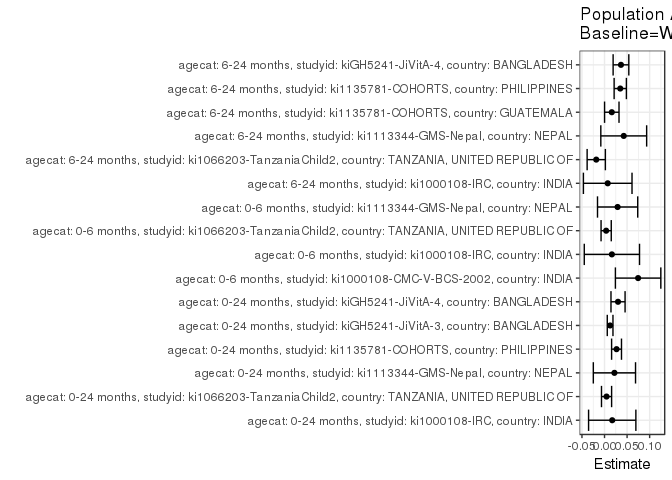 Population
Baseline=W
agecat: 6-24 months, studyid: kiGH5241-JiVitA-4, country: BANGLADESH
agecat: 6-24 months, studyid: ki1135781-COHORTS, country: PHILIPPINES
agecat: 6-24 months, studyid: ki1135781-COHORTS, country: GUATEMALA
agecat: 6-24 months, studyid: ki1113344-GMS-Nepal, country: NEPAL
agecat: 6-24 months, studyid: ki1066203-TanzaniaChild2, country: TANZANIA, UNITED REPUBLIC OF
agecat: 6-24 months, studyid: ki1000108-IRC, country: INDIA
agecat: 0-6 months, studyid: ki1113344-GMS-Nepal, country: NEPAL
agecat: 0-6 months, studyid: ki1066203-TanzaniaChild2, country: TANZANIA, UNITED REPUBLIC OF
agecat: 0-6 months, studyid: ki1000108-IRC, country: INDIA
agecat: 0-6 months, studyid: ki1000108-CMC-V-BCS-2002, country: INDIA
agecat: 0-24 months, studyid: kiGH5241-JiVitA-4, country: BANGLADESH
agecat: 0-24 months, studyid: kiGH5241-JiVitA-3, country: BANGLADESH
agecat: 0-24 months, studyid: ki1135781-COHORTS, country: PHILIPPINES
agecat: 0-24 months, studyid: ki1113344-GMS-Nepal, country: NEPAL
agecat: 0-24 months, studyid: ki1066203-TanzaniaChild2, country: TANZANIA, UNITED REPUBLIC OF
agecat: 0-24 months, studyid: ki1000108-IRC, country: INDIA
-0.05 0.00 0.05 0.10
Estimate